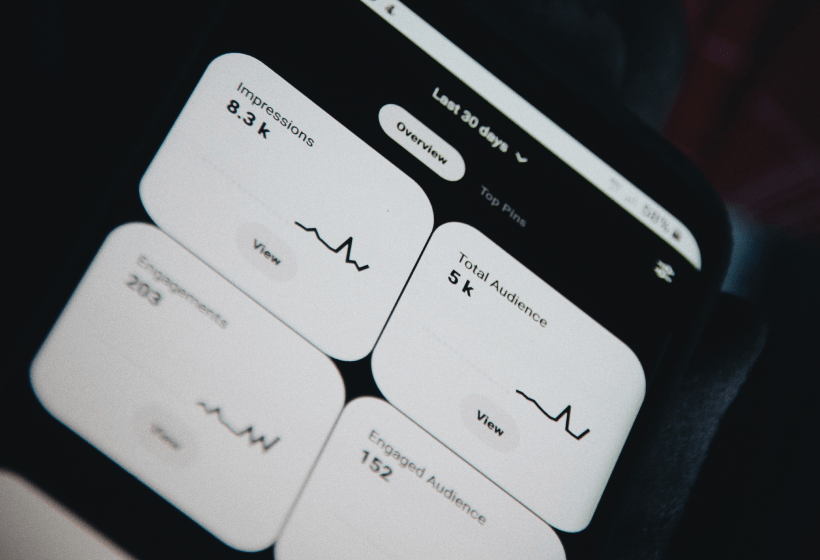 58%
Last 30 days
Overview
Top Pins
Impressions
8.3 k
View
Total Audience
5 k
View
Engagements
203
View
Engaged Audience
152